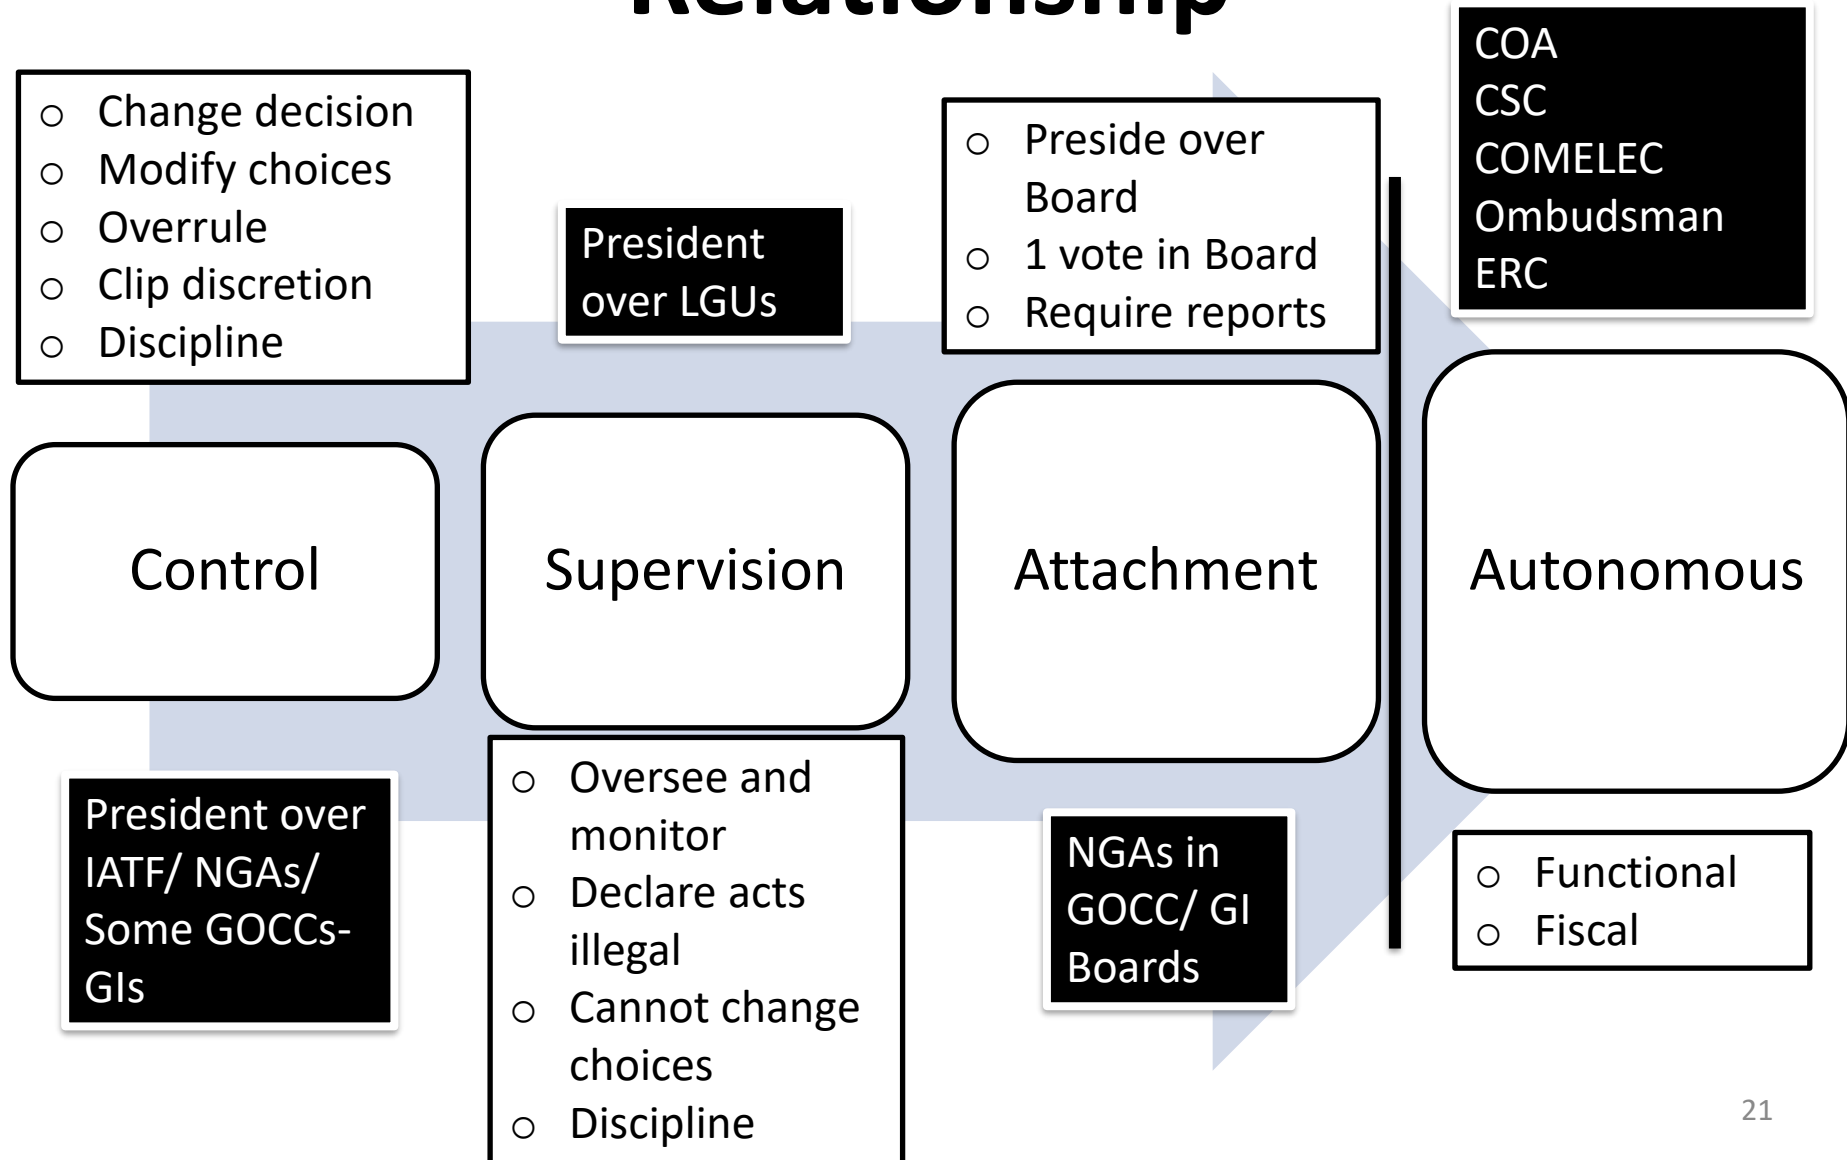 Relationship
○ Change decision
○ Modify choices
○ Overrule
○ Clip discretion
○ Discipline
President
over LGUs
○ Preside over
Board
○ 1 vote in Board
○ Require reports
COA
CSC
COMELEC
Ombudsman
ERC
Control
Supervision
Attachment
Autonomous
President over
IATF/ NGAs/
Some GOCCs-
GIs
○ Oversee and
monitor
○ Declare acts
illegal
○ Cannot change
choices
○ Discipline
NGAs in
GOCC/ GI
Boards
○ Functional
○ Fiscal
21